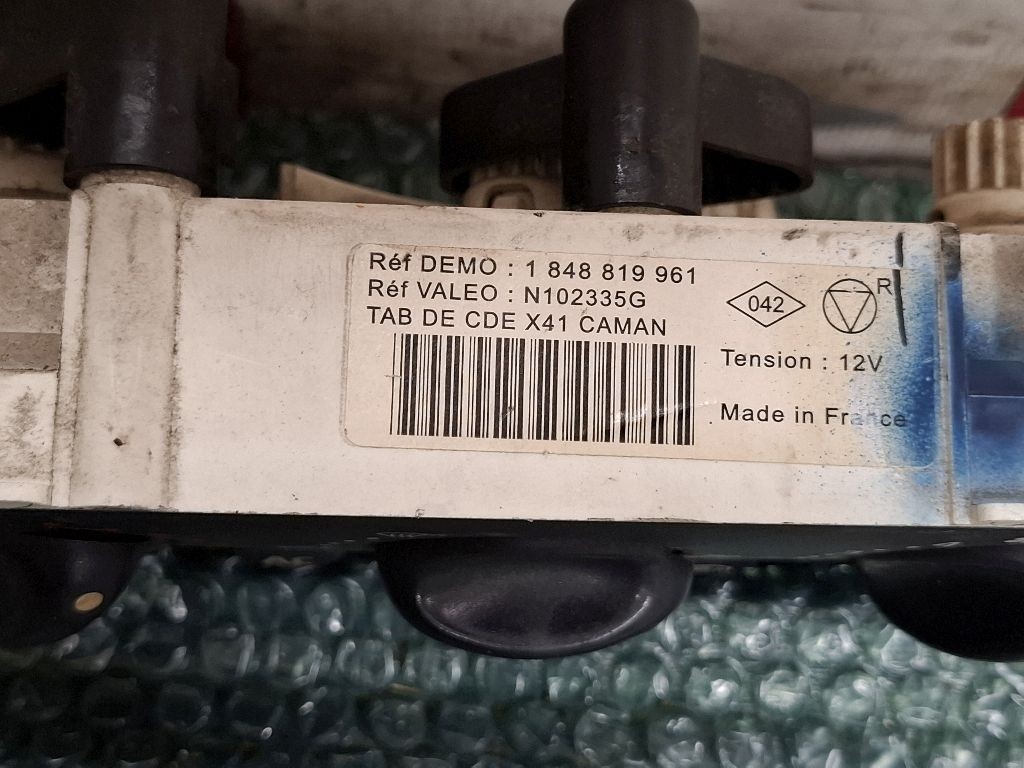 Réf DEMO : 1 848 819 961
Réf VALEO : N102335G
TAB DE CDE X41 CAMAN
042
R
Tension : 12V
Made in France